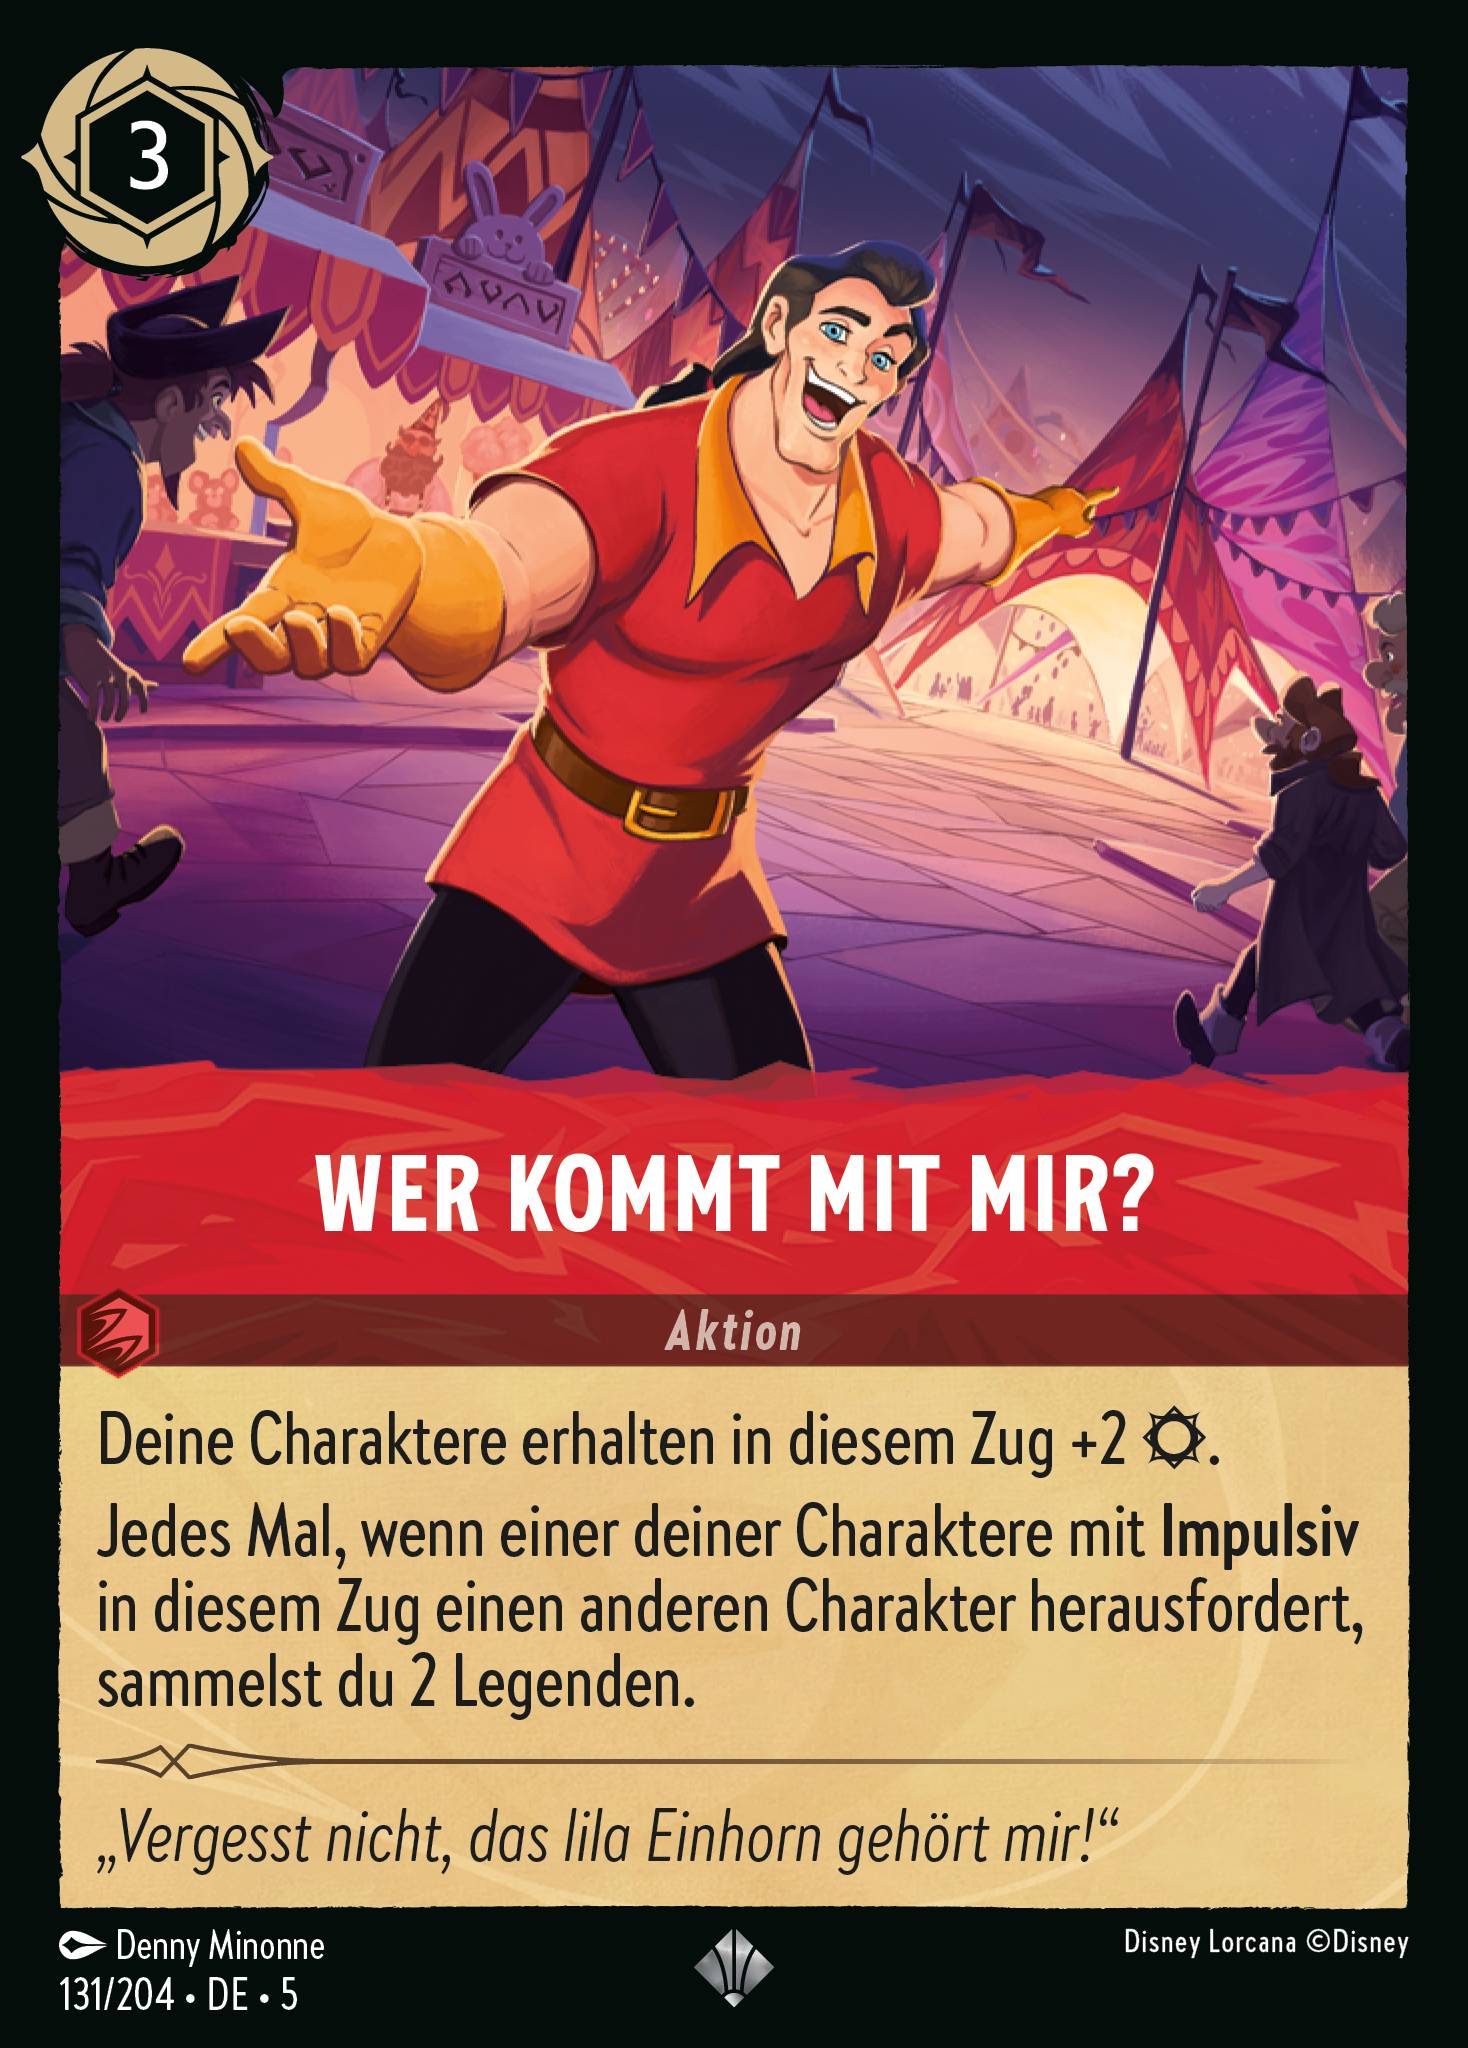 3
WER KOMMT MIT MIR?
Aktion
Deine Charaktere erhalten in diesem Zug +2 .
Jedes Mal, wenn einer deiner Charaktere mit Impulsiv
in diesem Zug einen anderen Charakter herausfordert,
sammelst du 2 Legenden.
„Vergesst nicht, das lila Einhorn gehört mir!“
Denny Minonne
Disney Lorcana ©Disney
131/204 • DE • 5